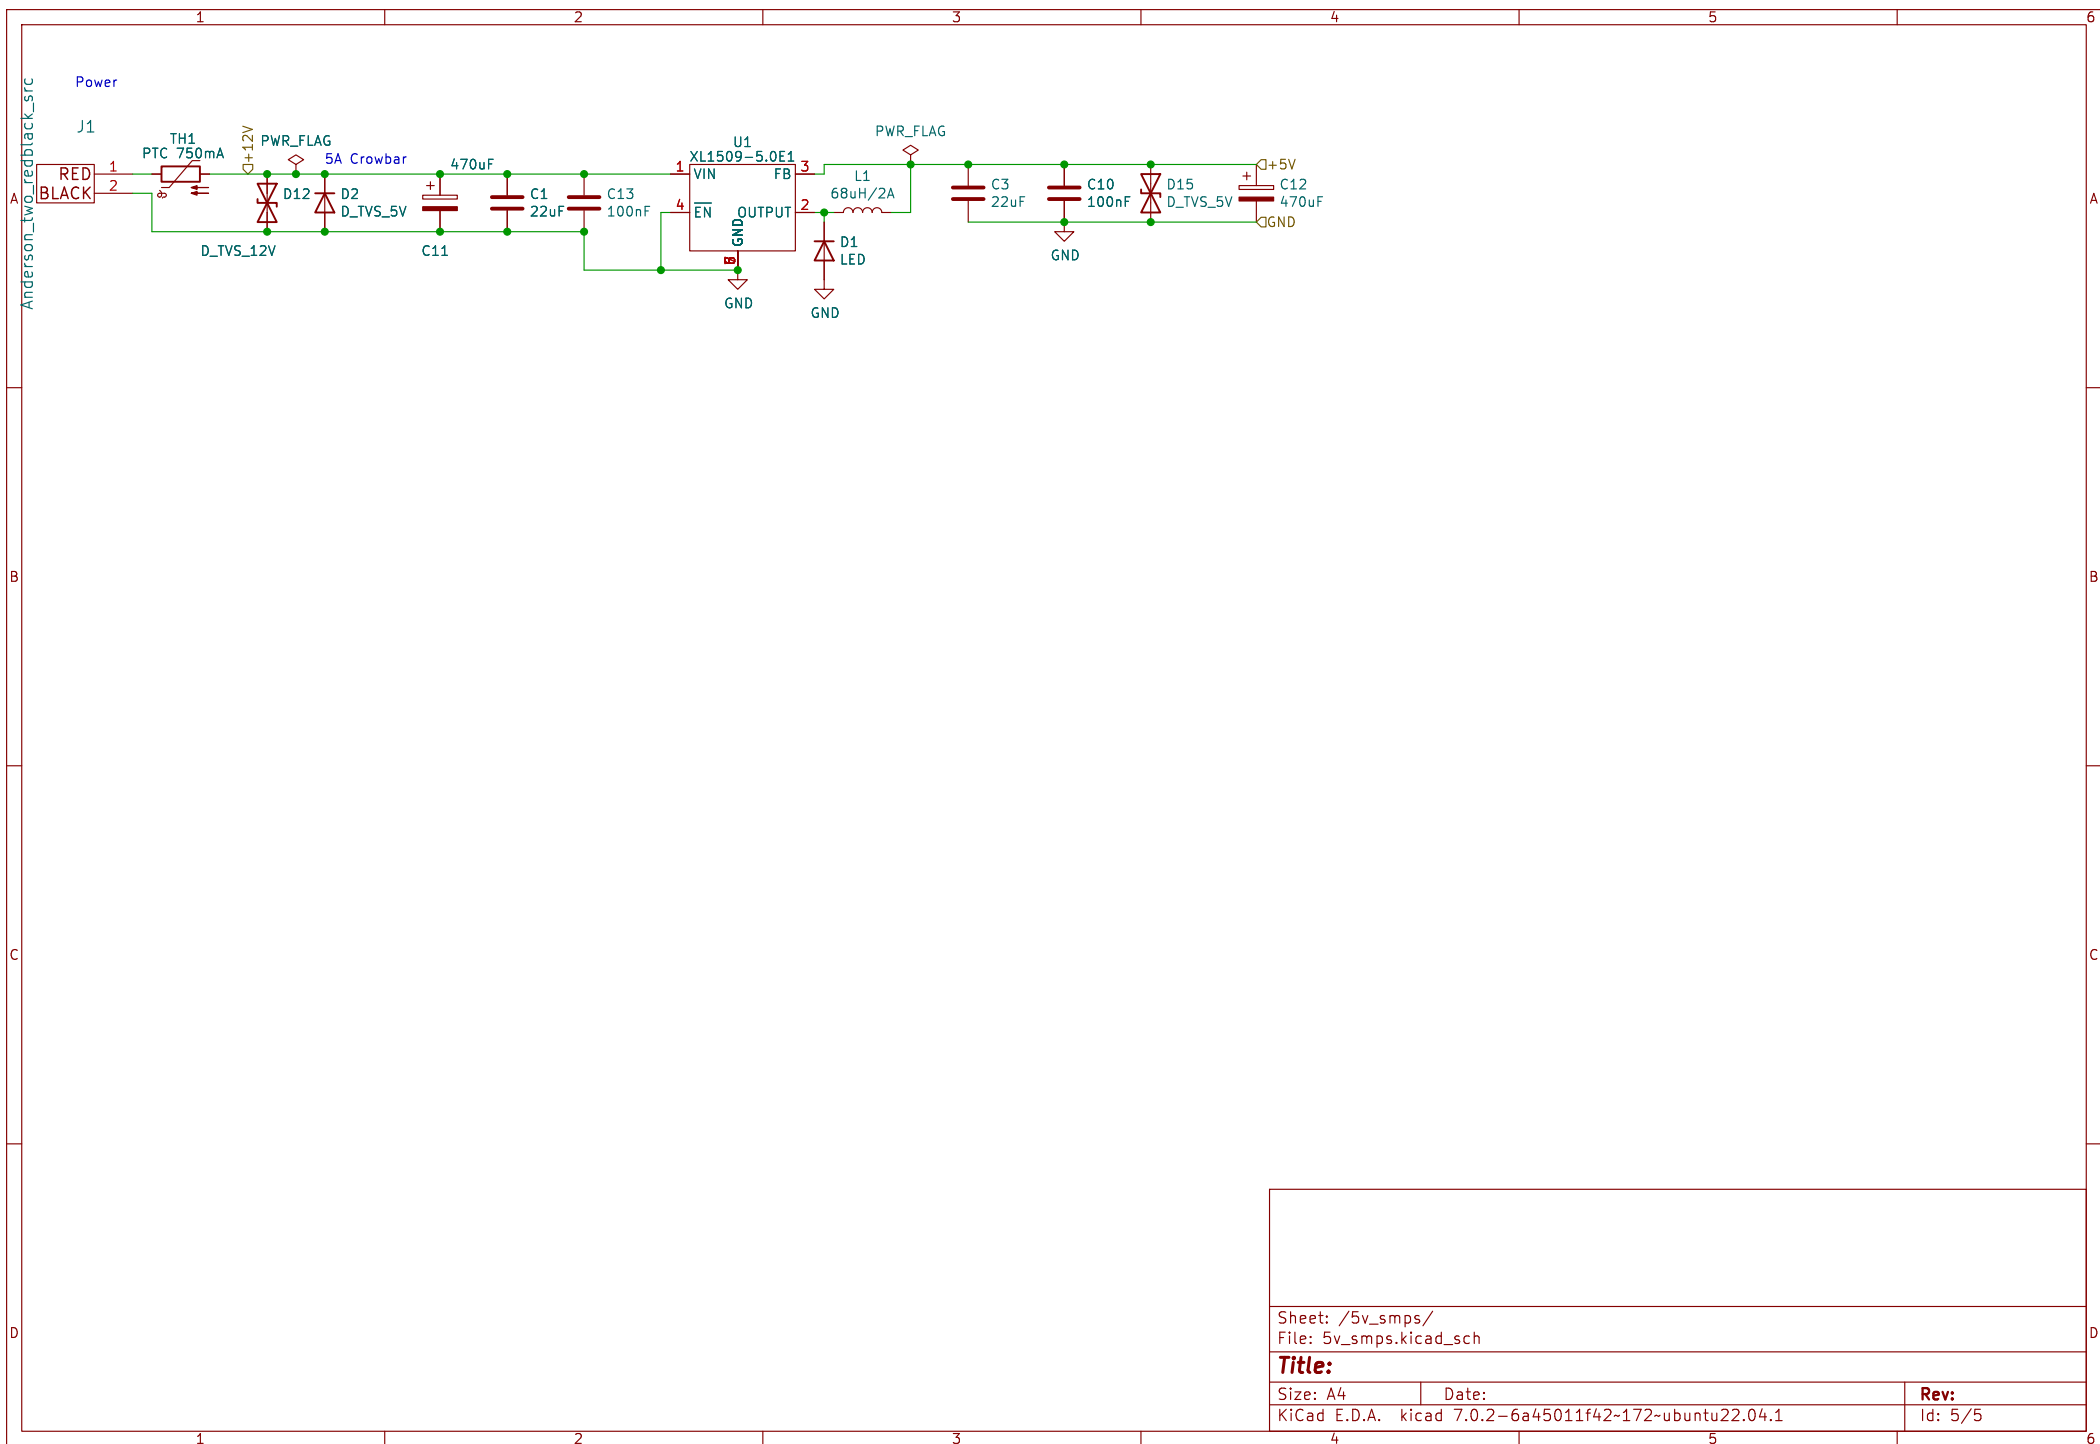 1 2 3 4 5 6
Power
Anderson_two_redblack_src
J1
RED 1
BLACK 2
TH1
PTC 750mA
+12V
PWR_FLAG
5A Crowbar
D12
D_TVS_12V
D2
D_TVS_5V
470uF
+
C11
C1
22uF
C13
100nF
U1
XL1509-5.0E1
1 VIN FB 3
4 EN OUTPUT 2
GND
GND
D1
LED
GND
L1
68uH/2A
PWR_FLAG
C3
22uF
C10
100nF
GND
D15
D_TVS_5V
+
C12
470uF
+5V
GND
A A
B B
C C
D D
Sheet: /5v_smps/
File: 5v_smps.kicad_sch
Title:
Size: A4 Date: Rev:
KiCad E.D.A. kicad 7.0.2-6a45011f42~172~ubuntu22.04.1 Id: 5/5
1 2 3 4 5 6